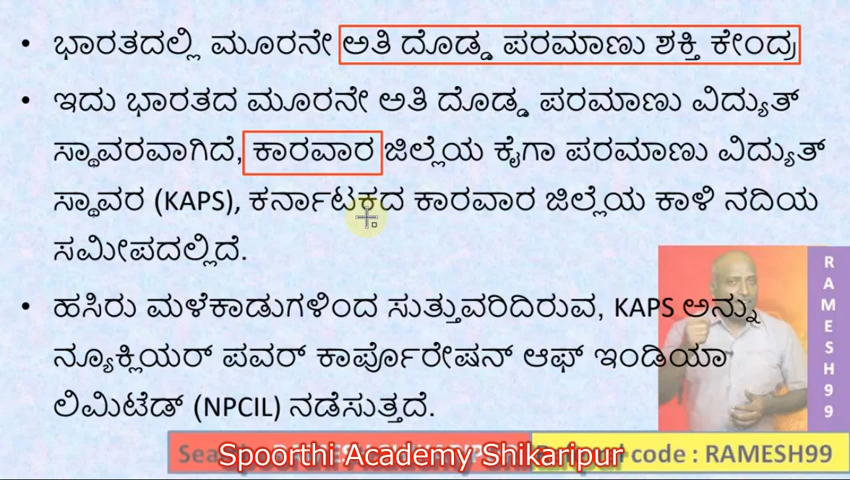 • ಭಾರತದಲ್ಲಿ ಮೂರನೇ ಅತಿ ದೊಡ್ಡ ಪರಮಾಣು ಶಕ್ತಿ ಕೇಂದ್ರ
• ಇದು ಭಾರತದ ಮೂರನೇ ಅತಿ ದೊಡ್ಡ ಪರಮಾಣು ವಿದ್ಯುತ್
ಸ್ಥಾವರವಾಗಿದೆ, ಕಾರವಾರ ಜಿಲ್ಲೆಯ ಕೈಗಾ ಪರಮಾಣು ವಿದ್ಯುತ್
ಸ್ಥಾವರ (KAPS), ಕರ್ನಾಟಕದ ಕಾರವಾರ ಜಿಲ್ಲೆಯ ಕಾಳಿ ನದಿಯ
ಸಮೀಪದಲ್ಲಿದೆ.
• ಹಸಿರು ಮಳೆಕಾಡುಗಳಿಂದ ಸುತ್ತುವರಿದಿರುವ, KAPS ಅನ್ನು
ನ್ಯೂಕ್ಲಿಯರ್ ಪವರ್ ಕಾರ್ಪೊರೇಷನ್ ಆಫ್ ಇಂಡಿಯಾ
ಲಿಮಿಟೆಡ್ (NPCIL) ನಡೆಸುತ್ತದೆ.
RAMESH99
Spoorthi Academy Shikaripur
code : RAMESH99